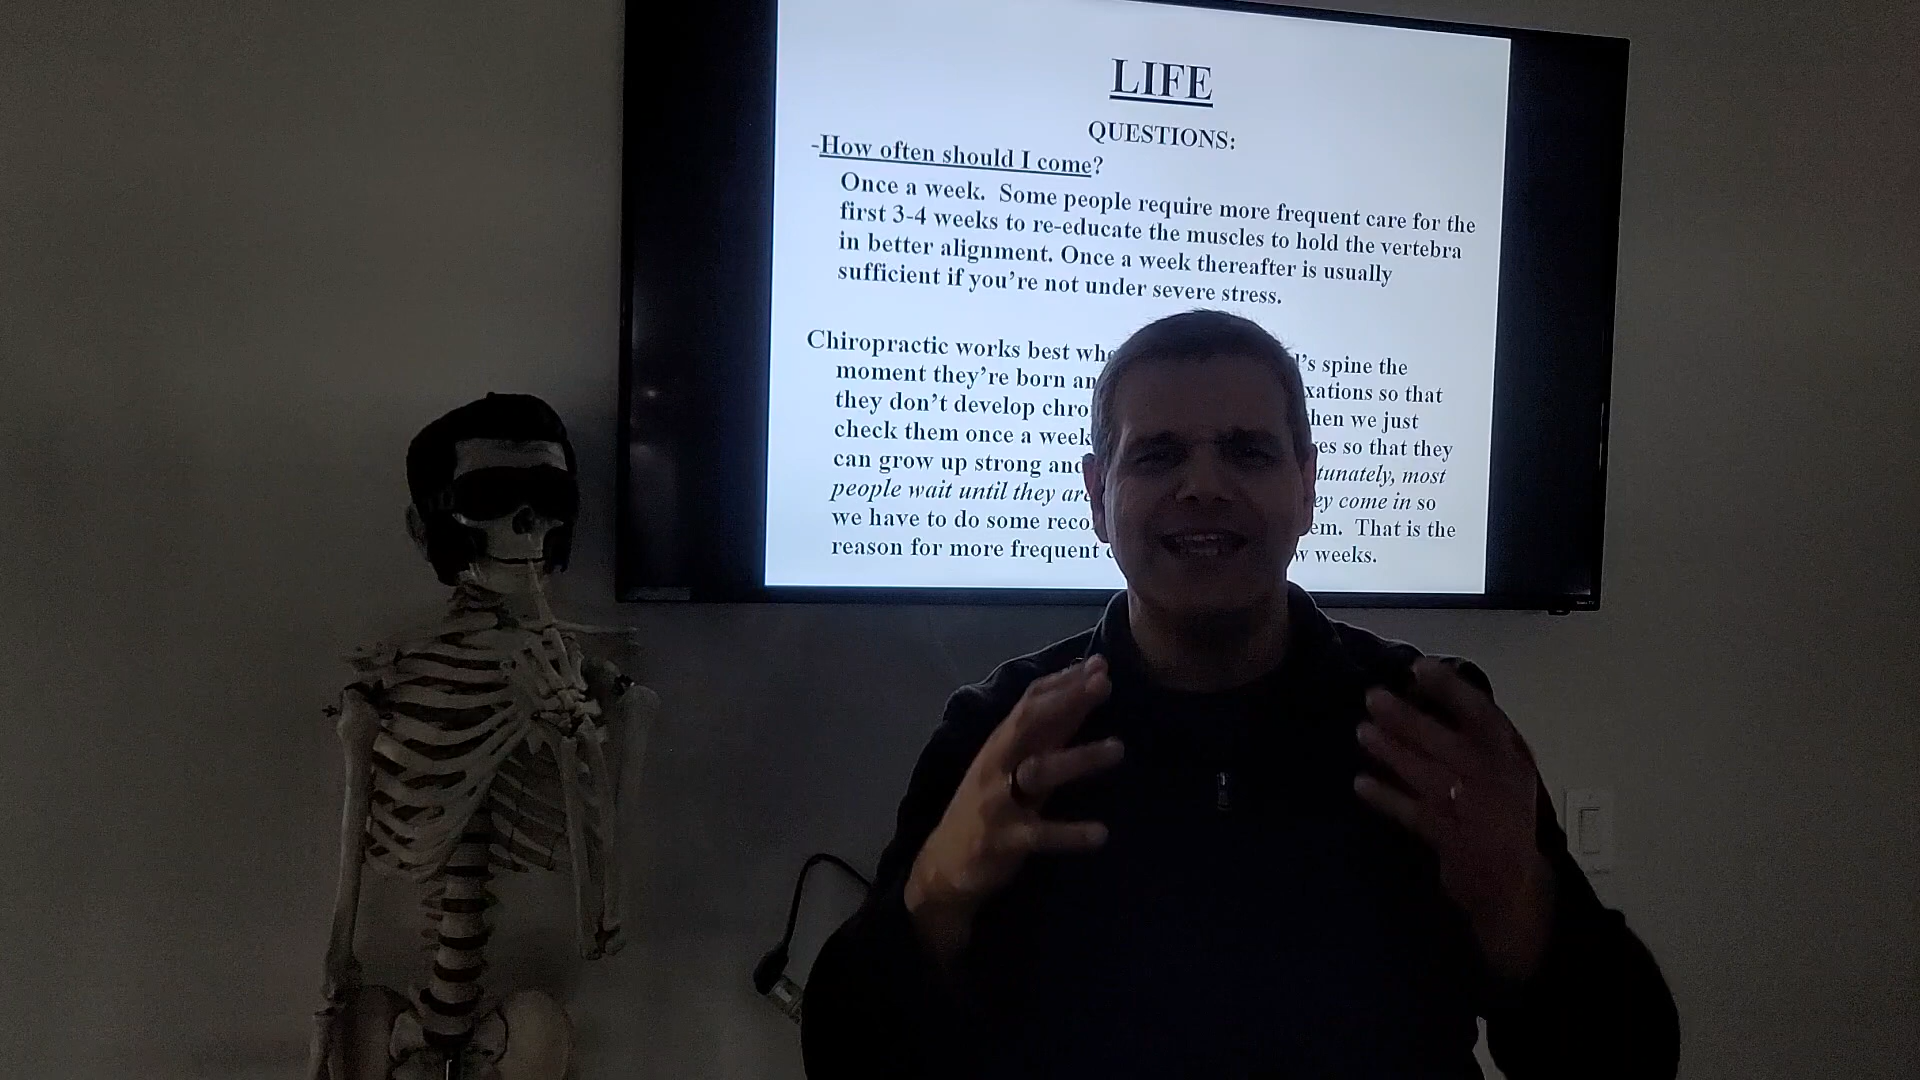 LIFE
QUESTIONS:
-How often should I come?
Once a week. Some people require more frequent care for the
first 3-4 weeks to re-educate the muscles to hold the vertebra
in better alignment. Once a week thereafter is usually
sufficient if you're not under severe stress.
Chiropractic works best whe 's spine the
moment they're born an xations so that
they don't develop chro hen we just
check them once a week es so that they
can grow up strong and tunately, most
people wait until they are ey come in so
we have to do some reco em. That is the
reason for more frequent w weeks.